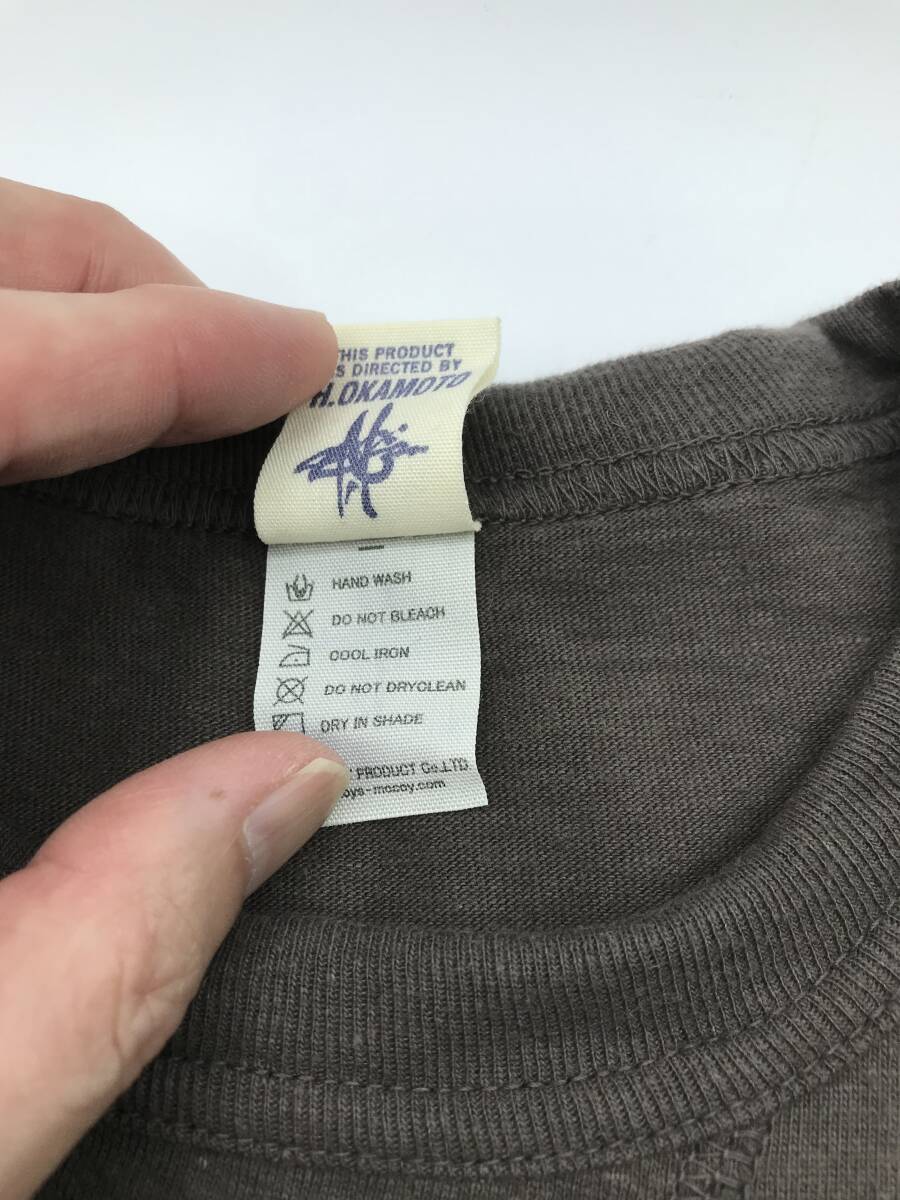 THIS PRODUCT
IS DIRECTED BY
H.OKAMOTO
HAND WASH
DO NOT BLEACH
COOL IRON
DO NOT DRYCLEAN
DRY IN SHADE
PRODUCT Co.LTD
oys-mccoy.com